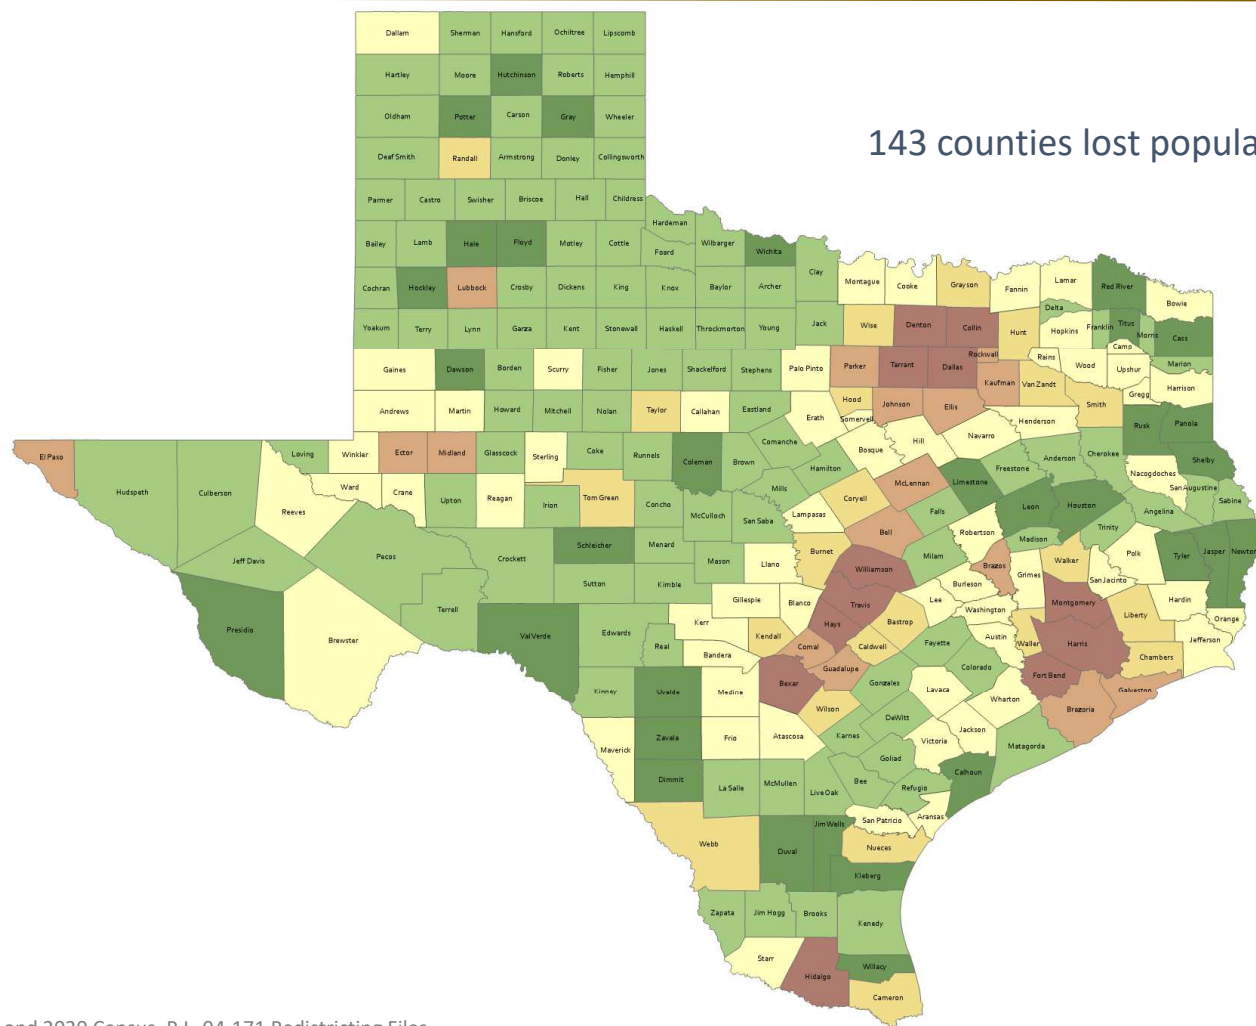 143 counties lost popula
Dallam Sherman Hansford Ochiltree Lipscomb
Hartley Moore Hutchinson Roberts Hemphill
Oldham Potter Carson Gray Wheeler
Deaf Smith Randall Armstrong Donley Collingsworth
Parmer Castro Swisher Briscoe Hall Childress
Hardeman
Bailey Lamb Hale Floyd Motley Cottle Foard Wilbarger Wichita
Clay
Cochran Hockley Lubbock Crosby Dickens King Knox Baylor Archer
Montague Cooke Grayson Fannin Lamar Red River Bowie
Yoakum Terry Lynn Garza Kent Stonewall Haskell Throckmorton Young Jack Wise Denton Collin Hunt Delta Hopkins Franklin Titus Morris Cass
Rockwall Rains Wood Camp Upshur Marion
Gaines Dawson Borden Scurry Fisher Jones Shackelford Stephens Palo Pinto Parker Tarrant Dallas Kaufman Van Zandt Gregg Harrison
Andrews Martin Howard Mitchell Nolan Taylor Callahan Eastland Erath Hood Somervell Johnson Ellis Henderson Smith Rusk Panola
El Paso Hudspeth Culberson Loving Winkler Ector Midland Glasscock Sterling Coke Runnels Coleman Brown Comanche Hamilton Bosque Hill Navarro Freestone Anderson Cherokee Nacogdoches Shelby
Reeves Ward Crane Upton Reagan Irion Tom Green Concho McCulloch San Saba Mills Lampasas Coryell McLennan Limestone Falls Leon Houston Trinity Angelina San Augustine Sabine
Jeff Davis Pecos Crockett Schleicher Menard Mason Llano Burnet Bell Milam Robertson Madison Walker Polk Tyler Jasper Newton
Presidio Brewster Terrell Sutton Kimble Gillespie Blanco Williamson Travis Burleson Brazos Grimes San Jacinto Hardin Orange
Val Verde Edwards Real Kerr Bandera Kendall Hays Bastrop Lee Washington Austin Waller Montgomery Liberty Jefferson
Kinney Uvalde Medina Bexar Comal Guadalupe Caldwell Fayette Colorado Fort Bend Harris Chambers
Maverick Zavala Frio Atascosa Wilson Gonzales Lavaca Wharton Brazoria Galveston
Dimmit La Salle McMullen Live Oak Karnes DeWitt Goliad Victoria Jackson Matagorda
Bee Refugio Calhoun
Webb Duval Jim Wells San Patricio Aransas
Nueces
Kleberg
Zapata Jim Hogg Brooks Kenedy
Starr Hidalgo Willacy
Cameron
and 2020 Census, P.L. 94-171 Redistricting Files